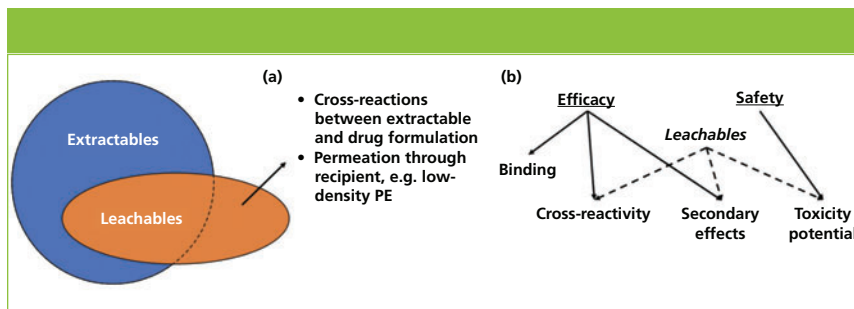 (a)
Extractables
Leachables
• Cross-reactions
between extractable
and drug formulation
• Permeation through
recipient, e.g. low-
density PE
(b)
Efficacy
Safety
Leachables
Binding
Cross-reactivity
Secondary
effects
Toxicity
potential